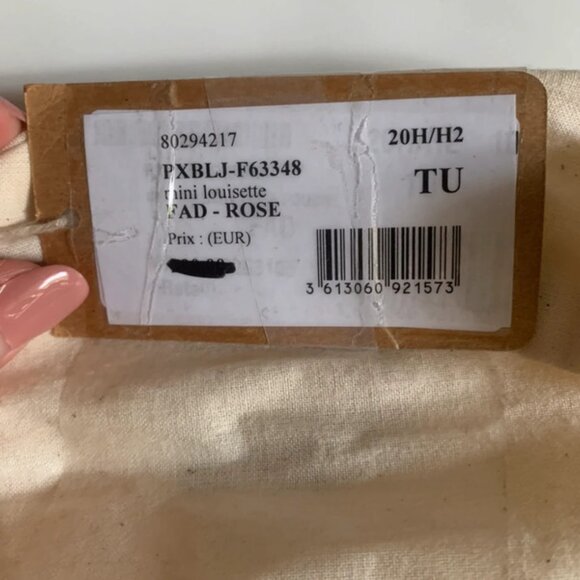 80294217 20H/H2
PXBLJ-F63348
mini louisette TU
FAD - ROSE
Prix : (EUR)
3 613060 921573